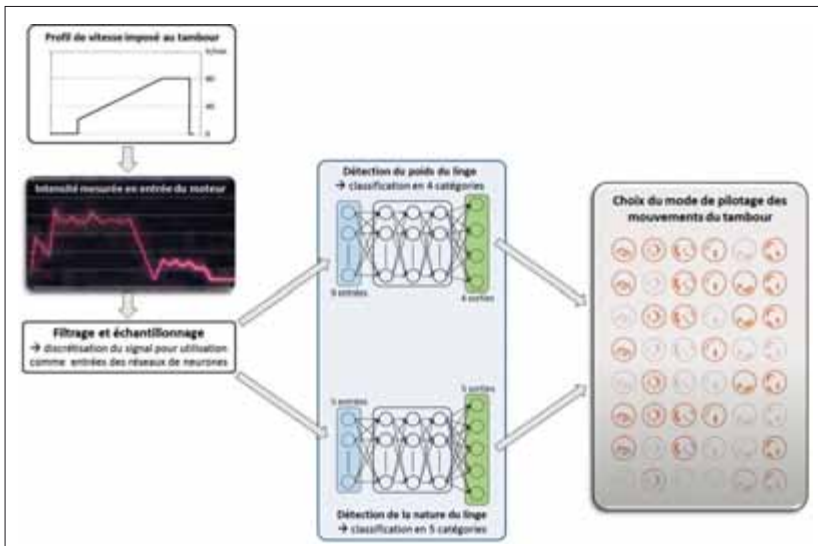 Profil de vitesse imposé au tambour
tr/min
80
40
0
Intensité mesurée en entrée du moteur
Filtrage et échantillonnage
→ discrétisation du signal pour utilisation
comme entrées des réseaux de neurones
Détection du poids du linge
→ classification en 4 catégories
4 sorties
5 entrées
5 sorties
Détection de la nature du linge
→ classification en 5 catégories
Choix du mode de pilotage des
mouvements du tambour